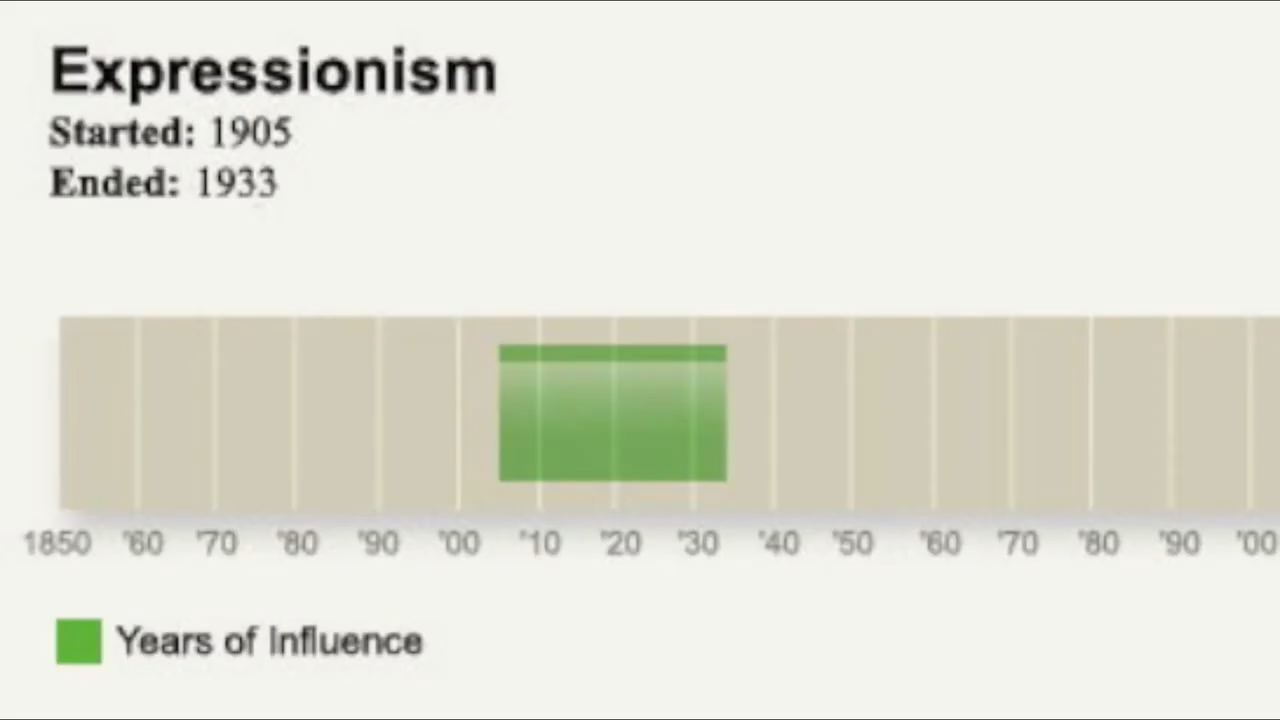 Expressionism
Started: 1905
Ended: 1933
1850 '60 '70 '80 '90 '00 '10 '20 '30 '40 '50 '60 '70 '80 '90 '00
Years of Influence